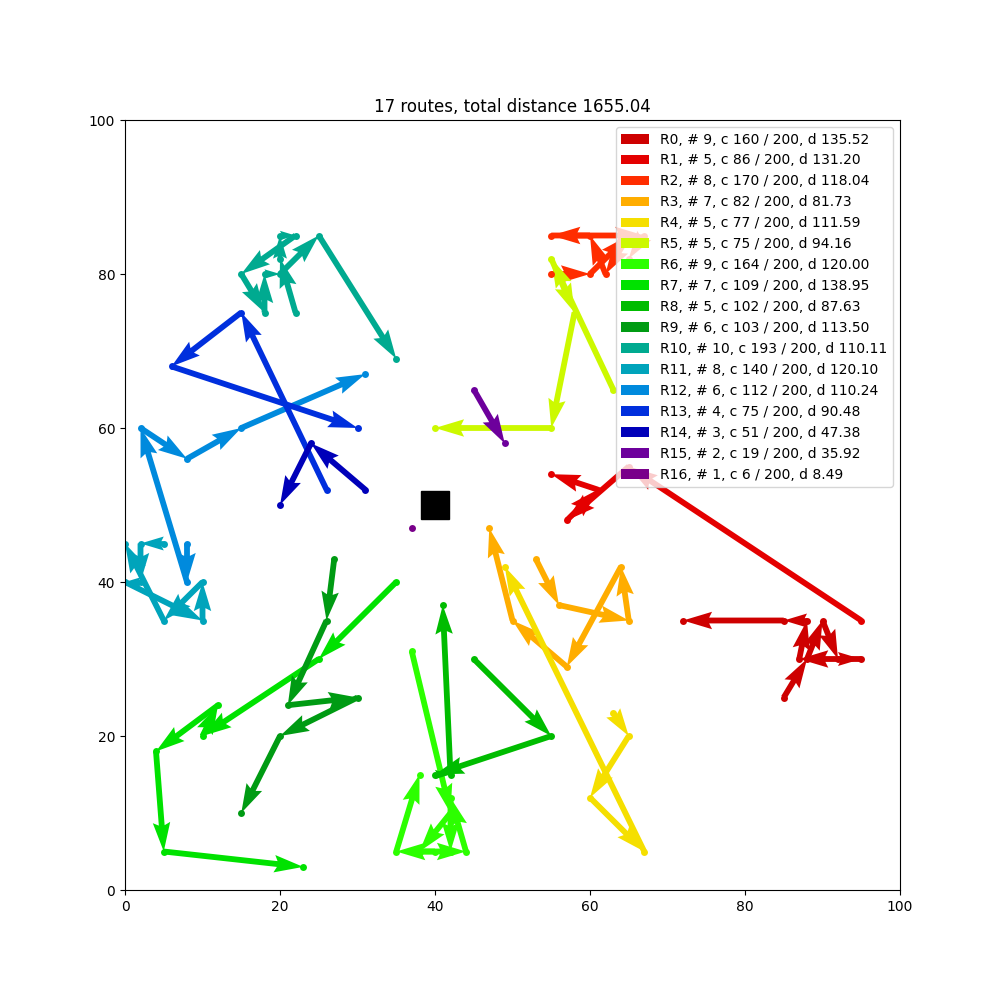 17 routes, total distance 1655.04
R0, # 9, c 160 / 200, d 135.52
R1, # 5, c 86 / 200, d 131.20
R2, # 8, c 170 / 200, d 118.04
R3, # 7, c 82 / 200, d 81.73
R4, # 5, c 77 / 200, d 111.59
R5, # 5, c 75 / 200, d 94.16
R6, # 9, c 164 / 200, d 120.00
R7, # 7, c 109 / 200, d 138.95
R8, # 5, c 102 / 200, d 87.63
R9, # 6, c 103 / 200, d 113.50
R10, # 10, c 193 / 200, d 110.11
R11, # 8, c 140 / 200, d 120.10
R12, # 6, c 112 / 200, d 110.24
R13, # 4, c 75 / 200, d 90.48
R14, # 3, c 51 / 200, d 47.38
R15, # 2, c 19 / 200, d 35.92
R16, # 1, c 6 / 200, d 8.49
100
80
60
40
20
0
0 20 40 60 80 100